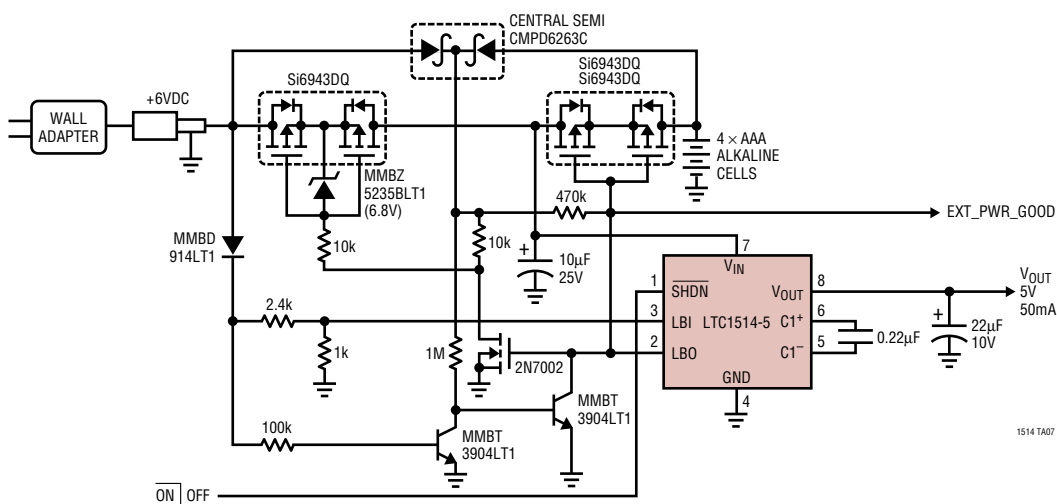 CENTRAL SEMI
CMPD6263C
Si6943DQ
Si6943DQ
Si6943DQ
+6VDC
WALL
ADAPTER
4 × AAA
ALKALINE
CELLS
MMBZ
5235BLT1
(6.8V)
470k
EXT_PWR_GOOD
MMBD
914LT1
10k
10k
+
10µF
25V
7
VIN
1
SHDN
VOUT
8
VOUT
5V
50mA
2.4k
3
LBI
LTC1514-5
C1+
6
0.22µF
+
22µF
10V
1k
1M
2
LBO
C1–
5
2N7002
GND
4
MMBT
3904LT1
100k
MMBT
3904LT1
1514 TA07
ON OFF